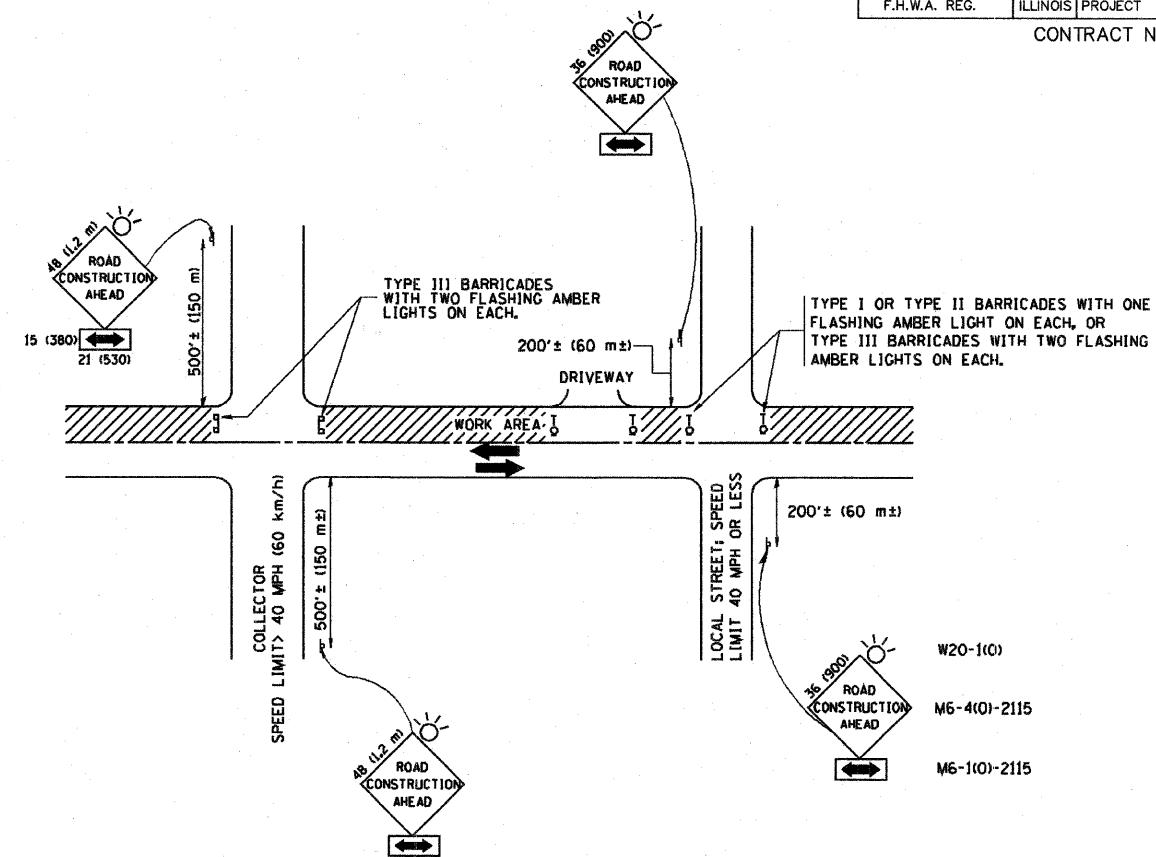 F.H.W.A. REG.
ILLINOIS PROJECT
CONTRACT N
36 (900)
ROAD
CONSTRUCTION
AHEAD
48 (1.2 m)
ROAD
CONSTRUCTION
AHEAD
15 (380)
21 (530)
500'± (150 m)
TYPE III BARRICADES
WITH TWO FLASHING AMBER
LIGHTS ON EACH.
200'± (60 m±)
DRIVEWAY
TYPE I OR TYPE II BARRICADES WITH ONE
FLASHING AMBER LIGHT ON EACH, OR
TYPE III BARRICADES WITH TWO FLASHING
AMBER LIGHTS ON EACH.
WORK AREA
COLLECTOR
SPEED LIMIT> 40 MPH (60 km/h)
500'± (150 m±)
LOCAL STREET; SPEED
LIMIT 40 MPH OR LESS
200'± (60 m±)
48 (1.2 m)
ROAD
CONSTRUCTION
AHEAD
36 (900)
ROAD
CONSTRUCTION
AHEAD
W20-1(O)
M6-4(O)-2115
M6-1(O)-2115